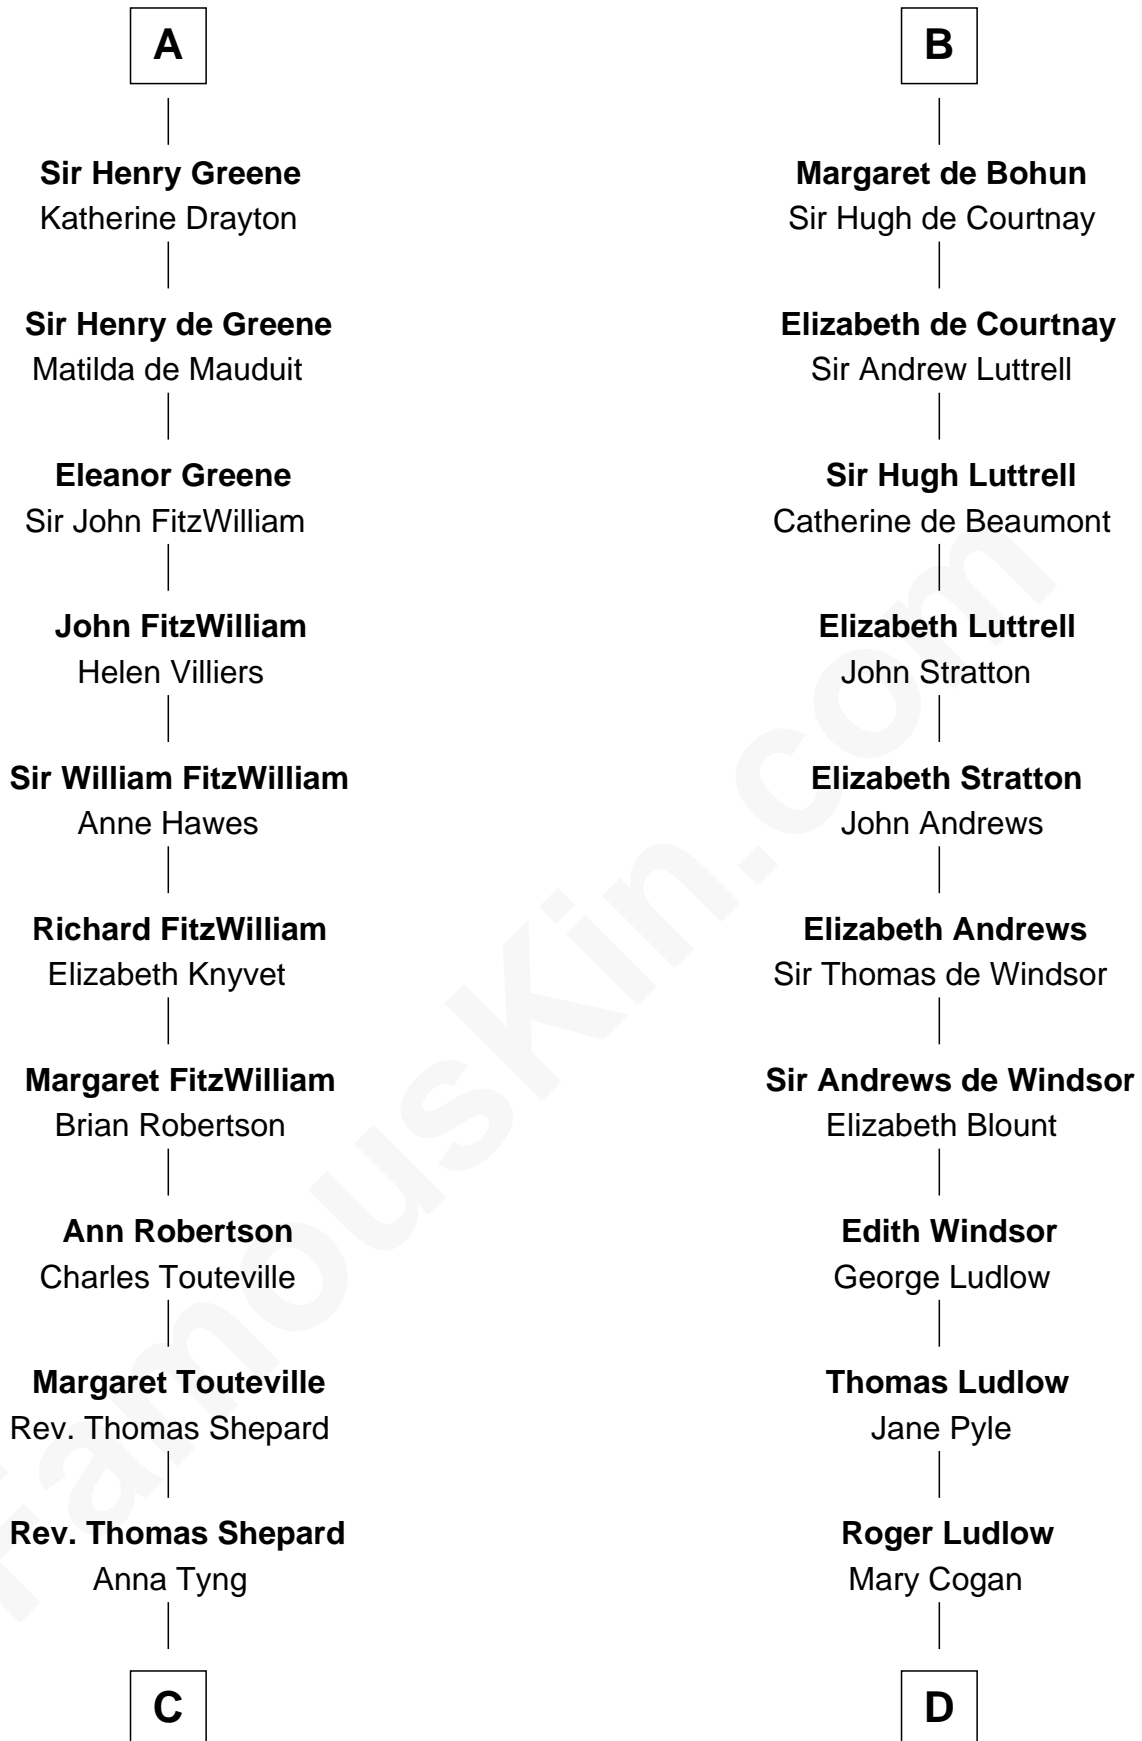 A
Sir Henry Greene
Katherine Drayton
Sir Henry de Greene
Matilda de Mauduit
Eleanor Greene
Sir John FitzWilliam
John FitzWilliam
Helen Villiers
Sir William FitzWilliam
Anne Hawes
Richard FitzWilliam
Elizabeth Knyvet
Margaret FitzWilliam
Brian Robertson
Ann Robertson
Charles Touteville
Margaret Touteville
Rev. Thomas Shepard
Rev. Thomas Shepard
Anna Tyng
C
B
Margaret de Bohun
Sir Hugh de Courtnay
Elizabeth de Courtnay
Sir Andrew Luttrell
Sir Hugh Luttrell
Catherine de Beaumont
Elizabeth Luttrell
John Stratton
Elizabeth Stratton
John Andrews
Elizabeth Andrews
Sir Thomas de Windsor
Sir Andrews de Windsor
Elizabeth Blount
Edith Windsor
George Ludlow
Thomas Ludlow
Jane Pyle
Roger Ludlow
Mary Cogan
D
FamousKin.com